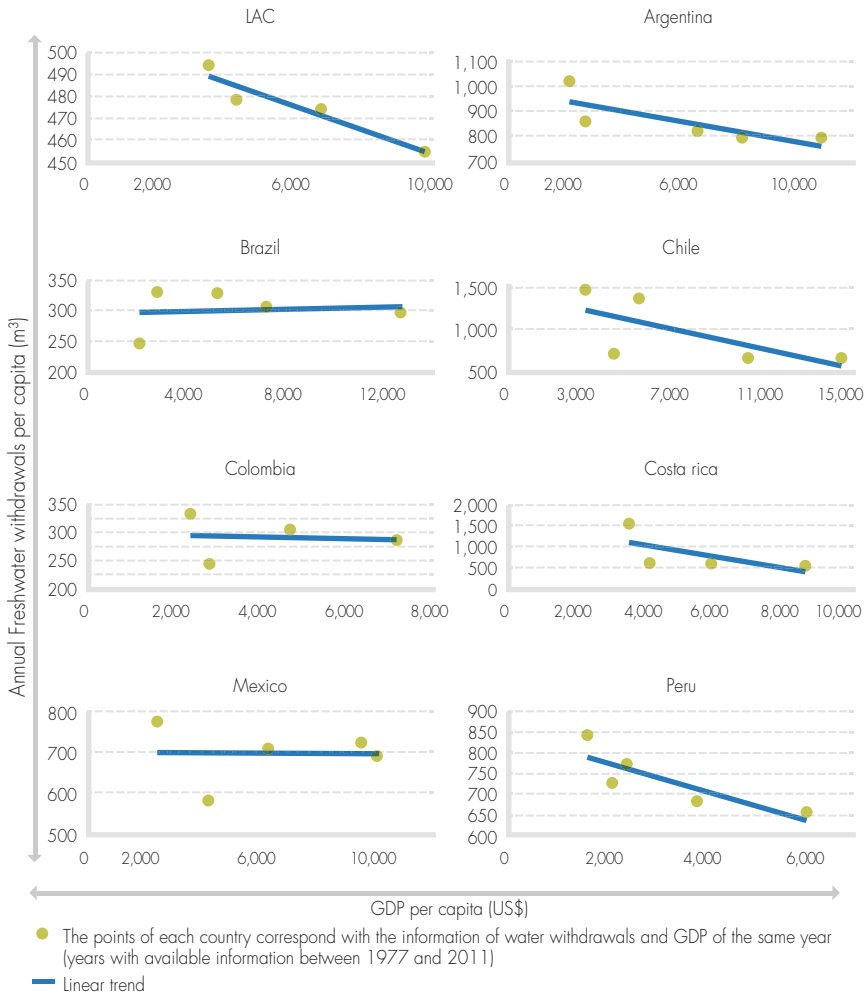 LAC
500
490
480
470
460
450
0 2,000 6,000 10,000
Argentina
1,100
1,000
900
800
700
0 2,000 6,000 10,000
Brazil
350
300
250
200
0 4,000 8,000 12,000
Chile
1,500
1,000
500
0 3,000 7,000 11,000 15,000
Colombia
350
300
250
200
0 2,000 4,000 6,000 8,000
Costa rica
2,000
1,500
1,000
500
0
0 2,000 4,000 6,000 8,000 10,000
Mexico
800
700
600
500
0 2,000 6,000 10,000
Peru
900
850
800
750
700
650
600
0 2,000 4,000 6,000
Annual Freshwater withdrawals per capita (m³)
GDP per capita (US$)
The points of each country correspond with the information of water withdrawals and GDP of the same year
(years with available information between 1977 and 2011)
Linear trend